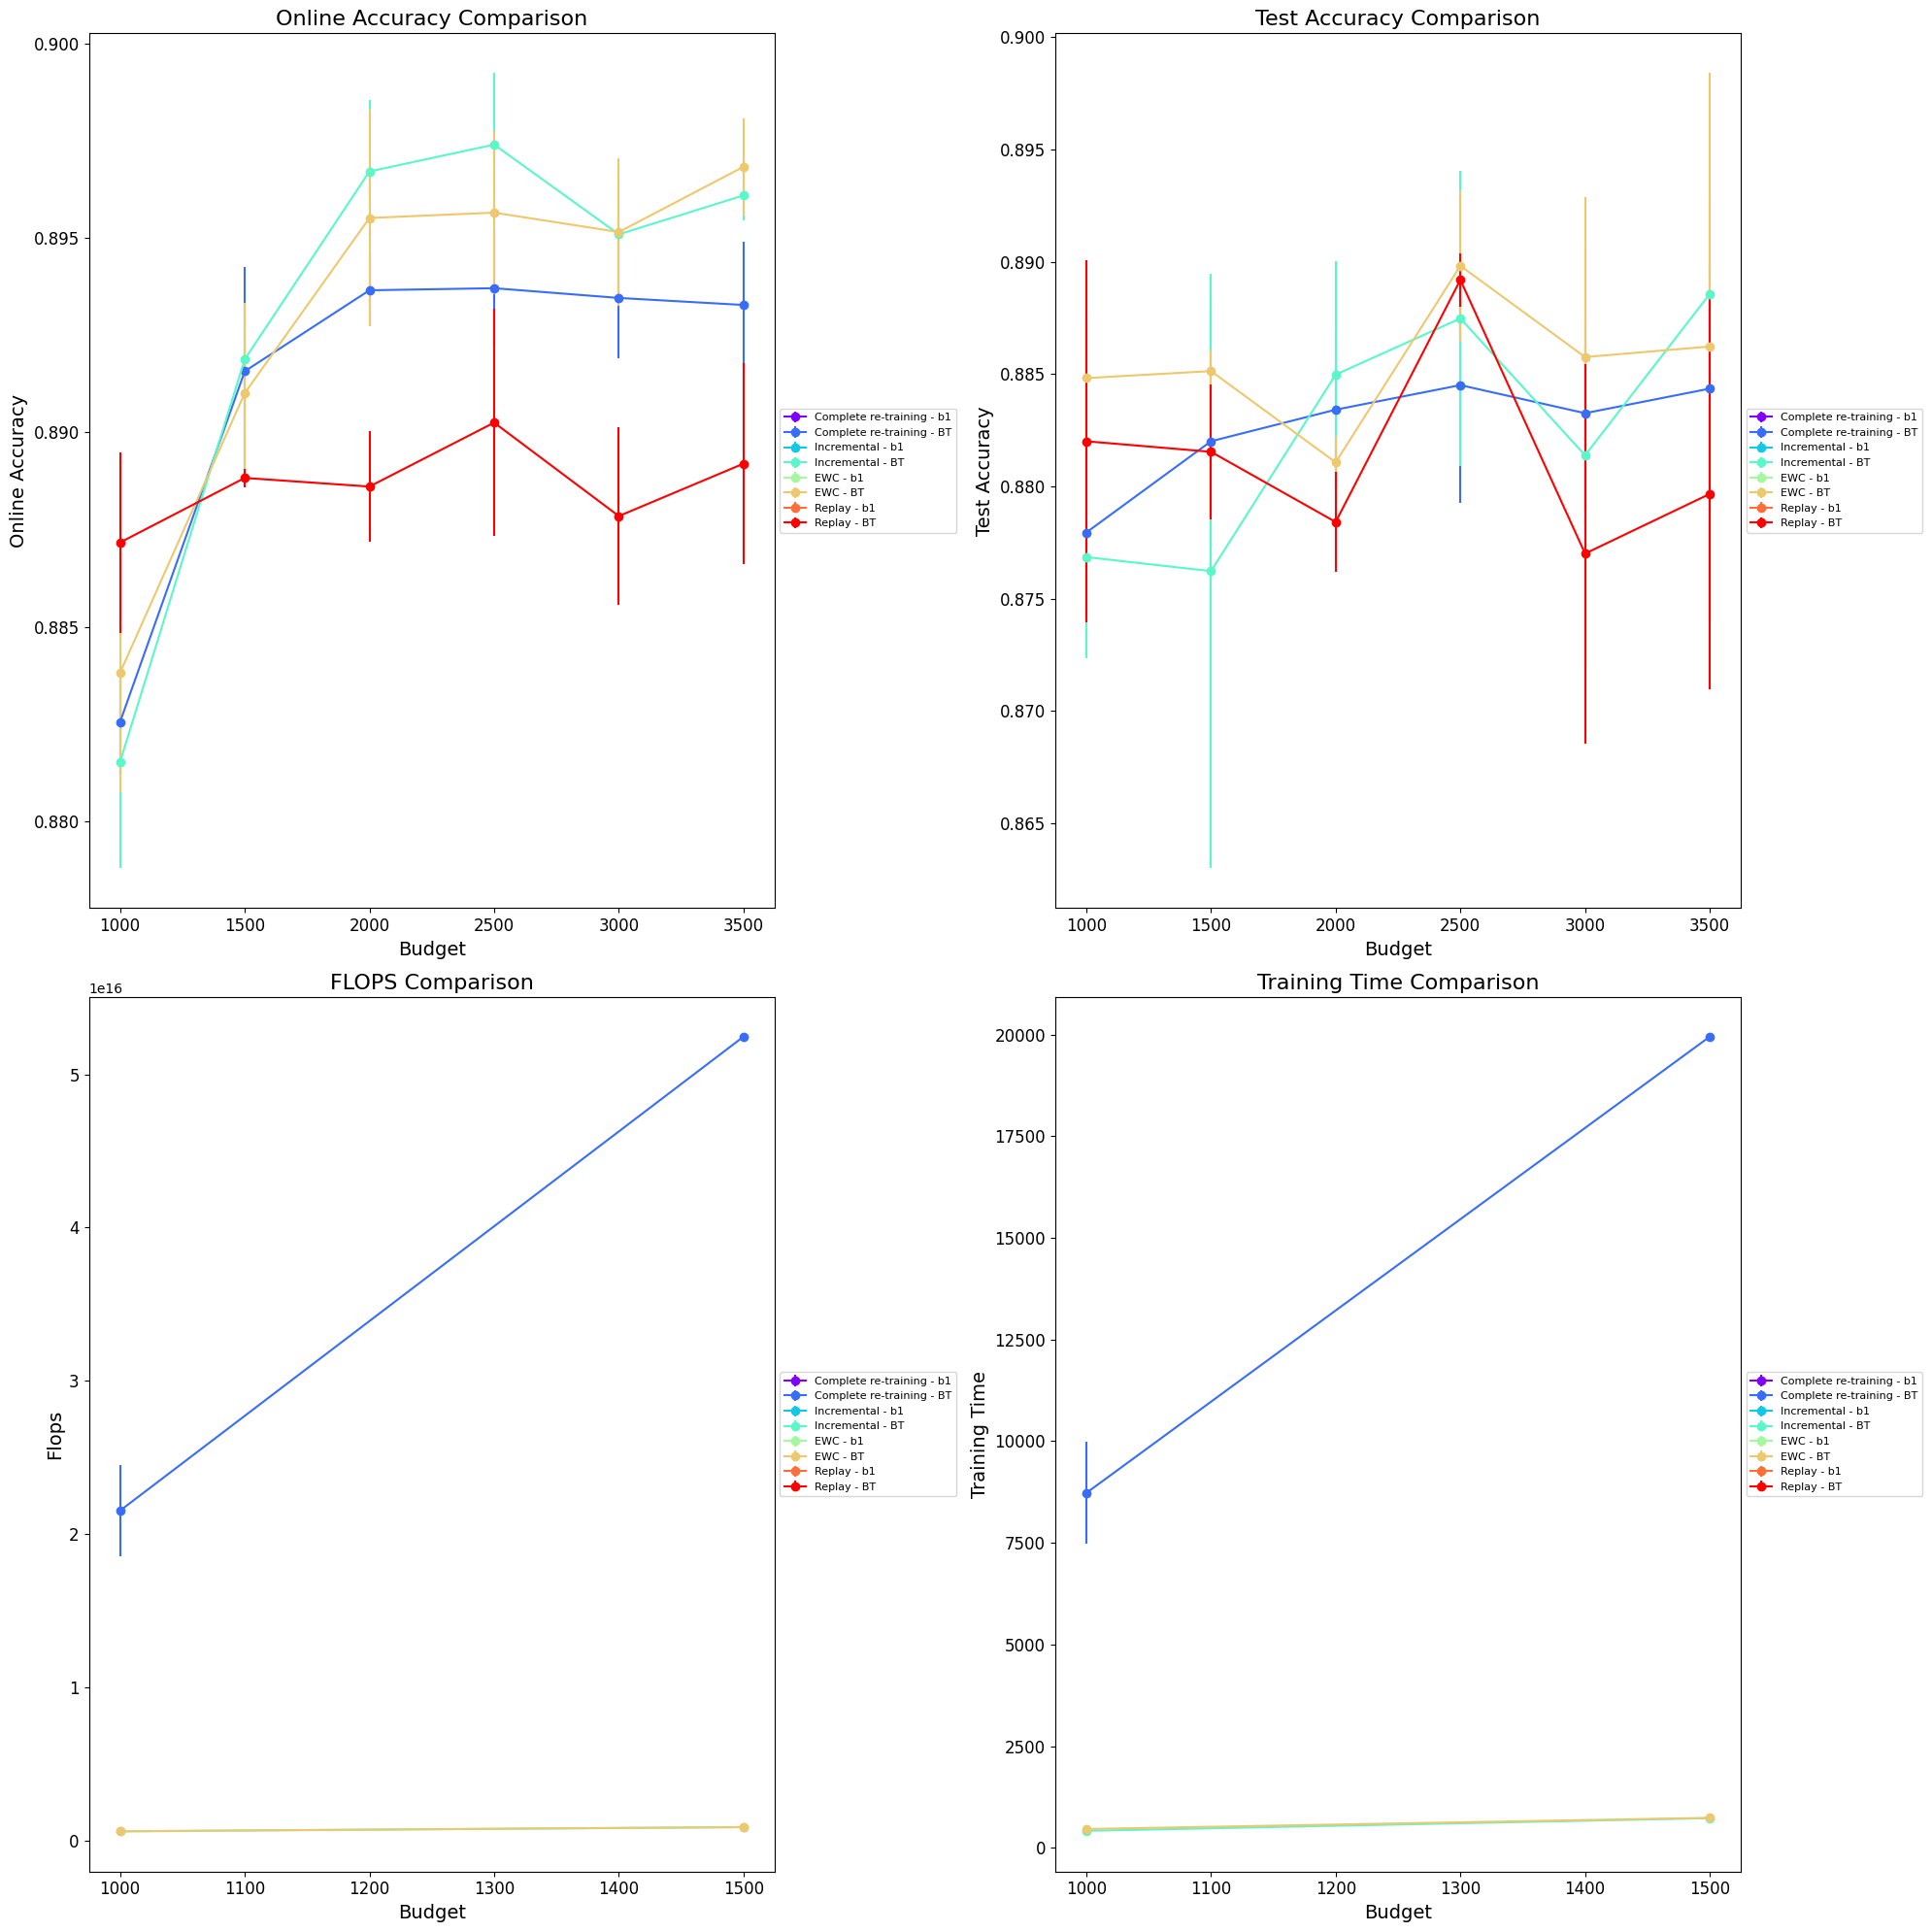 Online Accuracy Comparison
0.900
0.895
0.890
0.885
0.880
Online Accuracy
1000 1500 2000 2500 3000 3500
Budget
Complete re-training - b1
Complete re-training - BT
Incremental - b1
Incremental - BT
EWC - b1
EWC - BT
Replay - b1
Replay - BT
Test Accuracy Comparison
0.900
0.895
0.890
0.885
0.880
0.875
0.870
0.865
Test Accuracy
1000 1500 2000 2500 3000 3500
Budget
Complete re-training - b1
Complete re-training - BT
Incremental - b1
Incremental - BT
EWC - b1
EWC - BT
Replay - b1
Replay - BT
FLOPS Comparison
1e16
5
4
3
2
1
0
Flops
1000 1100 1200 1300 1400 1500
Budget
Complete re-training - b1
Complete re-training - BT
Incremental - b1
Incremental - BT
EWC - b1
EWC - BT
Replay - b1
Replay - BT
Training Time Comparison
20000
17500
15000
12500
10000
7500
5000
2500
0
Training Time
1000 1100 1200 1300 1400 1500
Budget
Complete re-training - b1
Complete re-training - BT
Incremental - b1
Incremental - BT
EWC - b1
EWC - BT
Replay - b1
Replay - BT